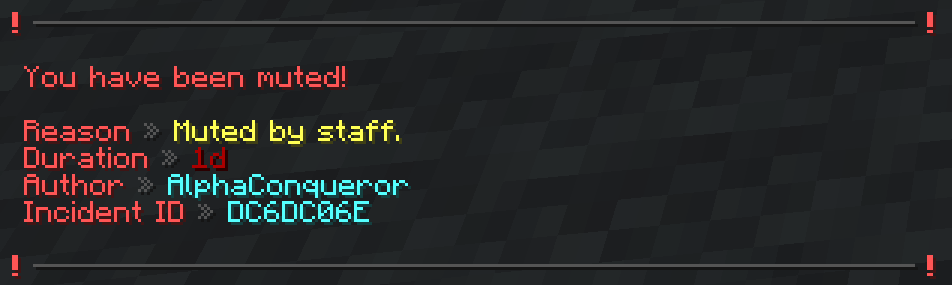 !                                                                 !
You have been muted!
Reason » Muted by staff.
Duration » 1d
Author » AlphaConqueror
Incident ID » DC6DC06E
!                                                                 !